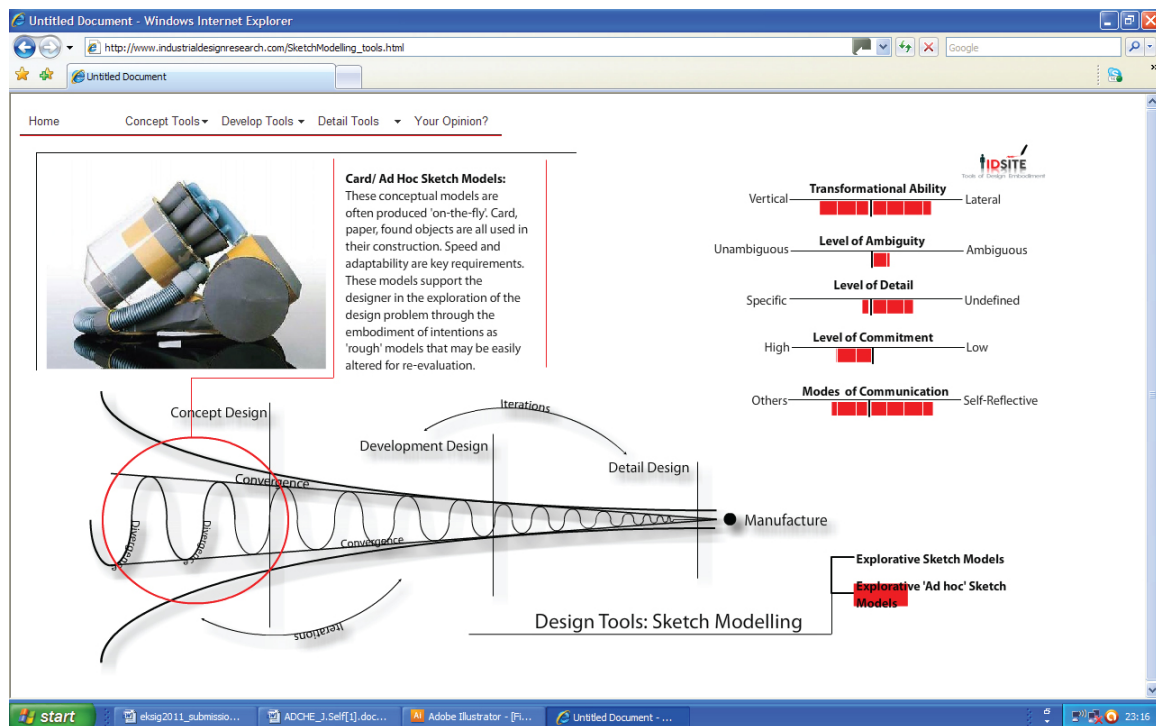 Untitled Document - Windows Internet Explorer
http://www.industrialdesignresearch.com/SketchModelling_tools.html
Google
Untitled Document
Home
Concept Tools
Develop Tools
Detail Tools
Your Opinion?
IDSITE
Tools of Design Embodiment
Card/ Ad Hoc Sketch Models:
These conceptual models are
often produced 'on-the-fly'. Card,
paper, found objects are all used in
their construction. Speed and
adaptability are key requirements.
These models support the
designer in the exploration of the
design problem through the
embodiment of intentions as
'rough' models that may be easily
altered for re-evaluation.
Transformational Ability
Vertical
Lateral
Level of Ambiguity
Unambiguous
Ambiguous
Level of Detail
Specific
Undefined
Level of Commitment
High
Low
Modes of Communication
Others
Self-Reflective
Concept Design
Iterations
Development Design
Detail Design
Convergence
Divergence
Divergence
Convergence
Manufacture
Iterations
Explorative Sketch Models
Explorative 'Ad hoc' Sketch
Models
Design Tools: Sketch Modelling
start
eksig2011_submissio...
ADCHE_J.Self[1].doc...
Adobe Illustrator - [Fi...
Untitled Document - ...
23:16